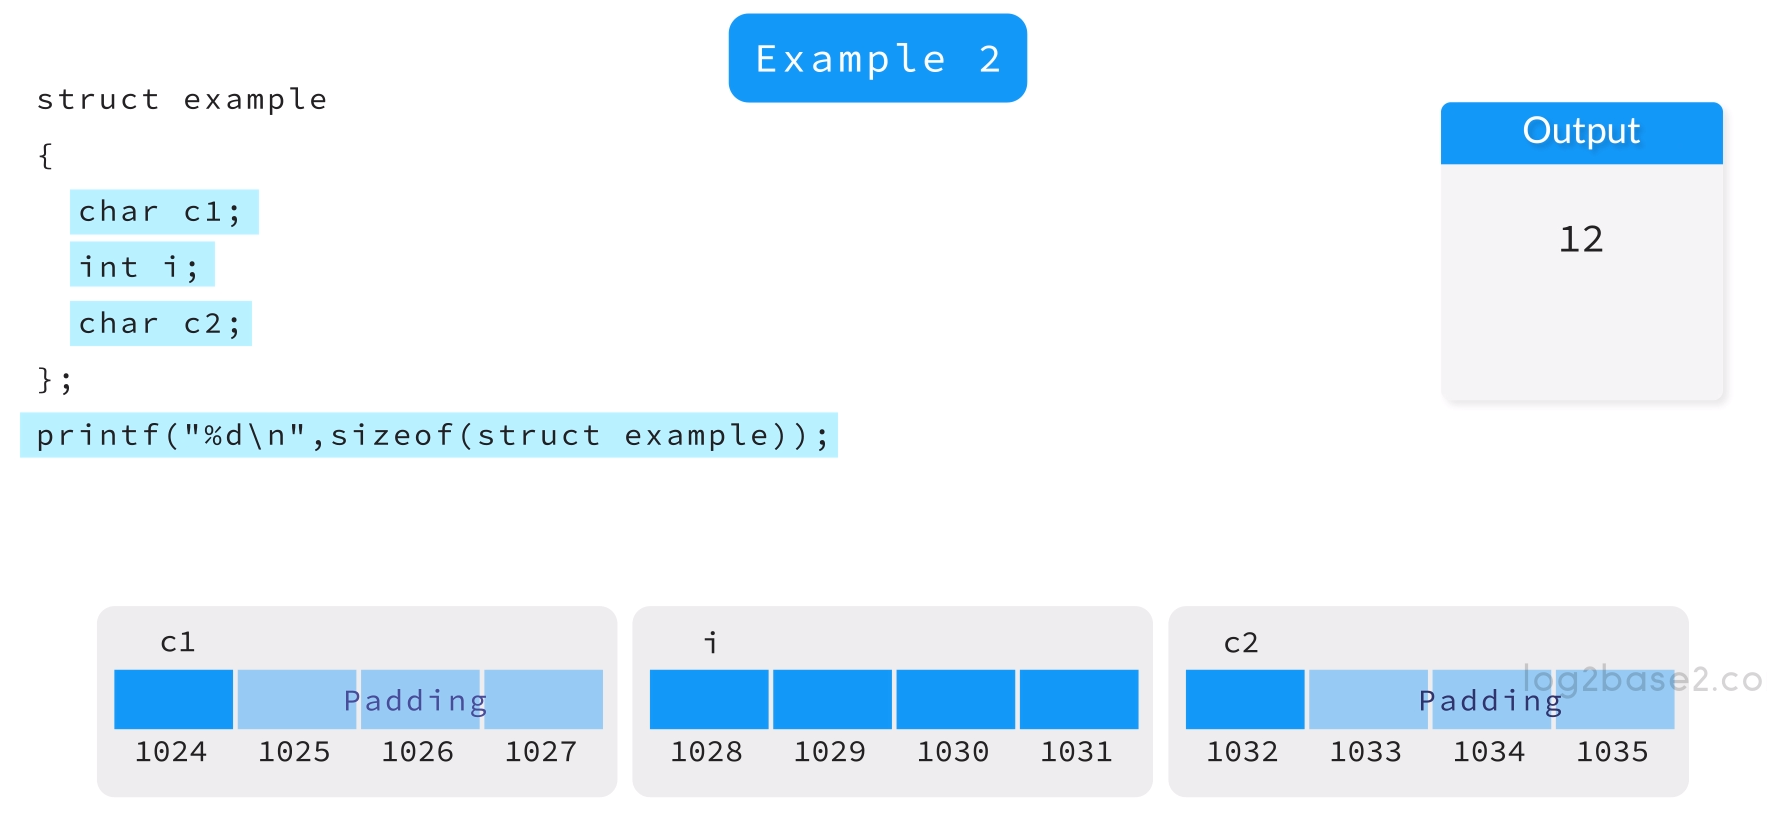 Example 2
struct example
{
char c1;
int i;
char c2;
};
printf("%d\n",sizeof(struct example));
Output
12
c1
Padding
1024 1025 1026 1027
i
1028 1029 1030 1031
c2
Padding
1032 1033 1034 1035
log2base2.co